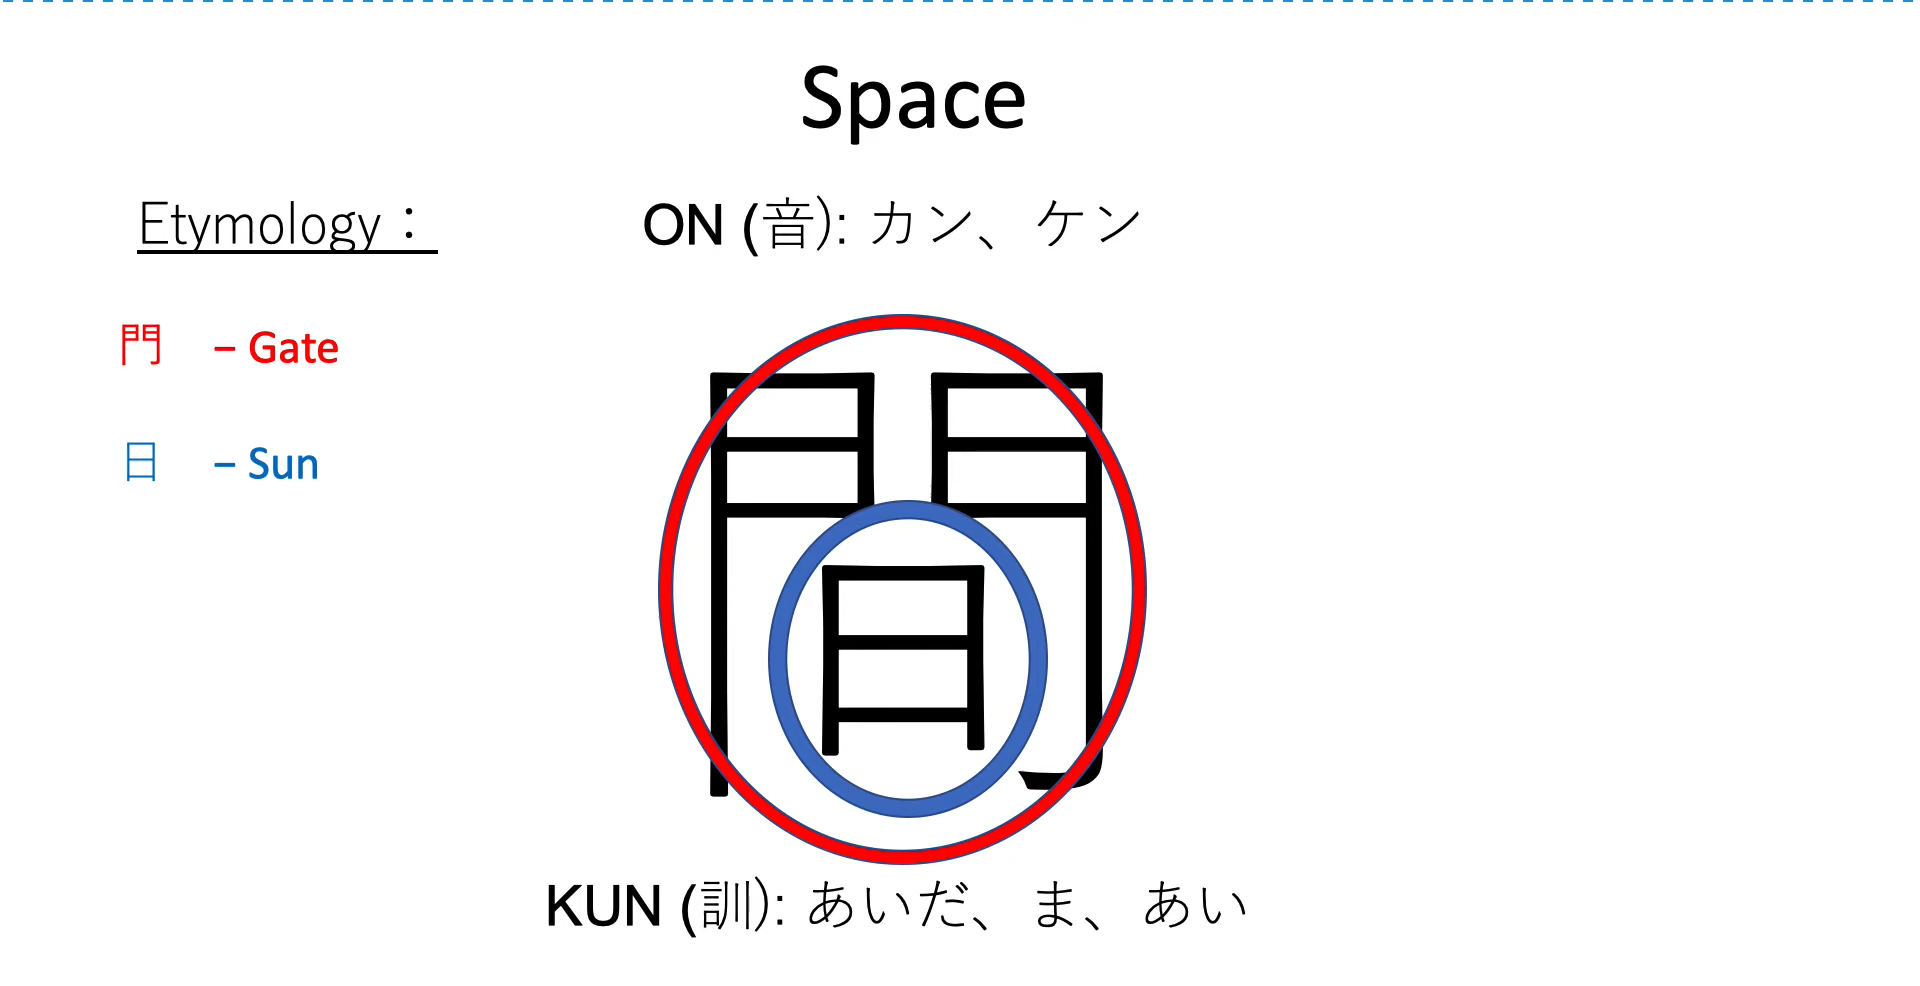 Space
Etymology：
ON (音): カン、ケン
門 – Gate
日 – Sun
間
KUN (訓): あいだ、ま、あい